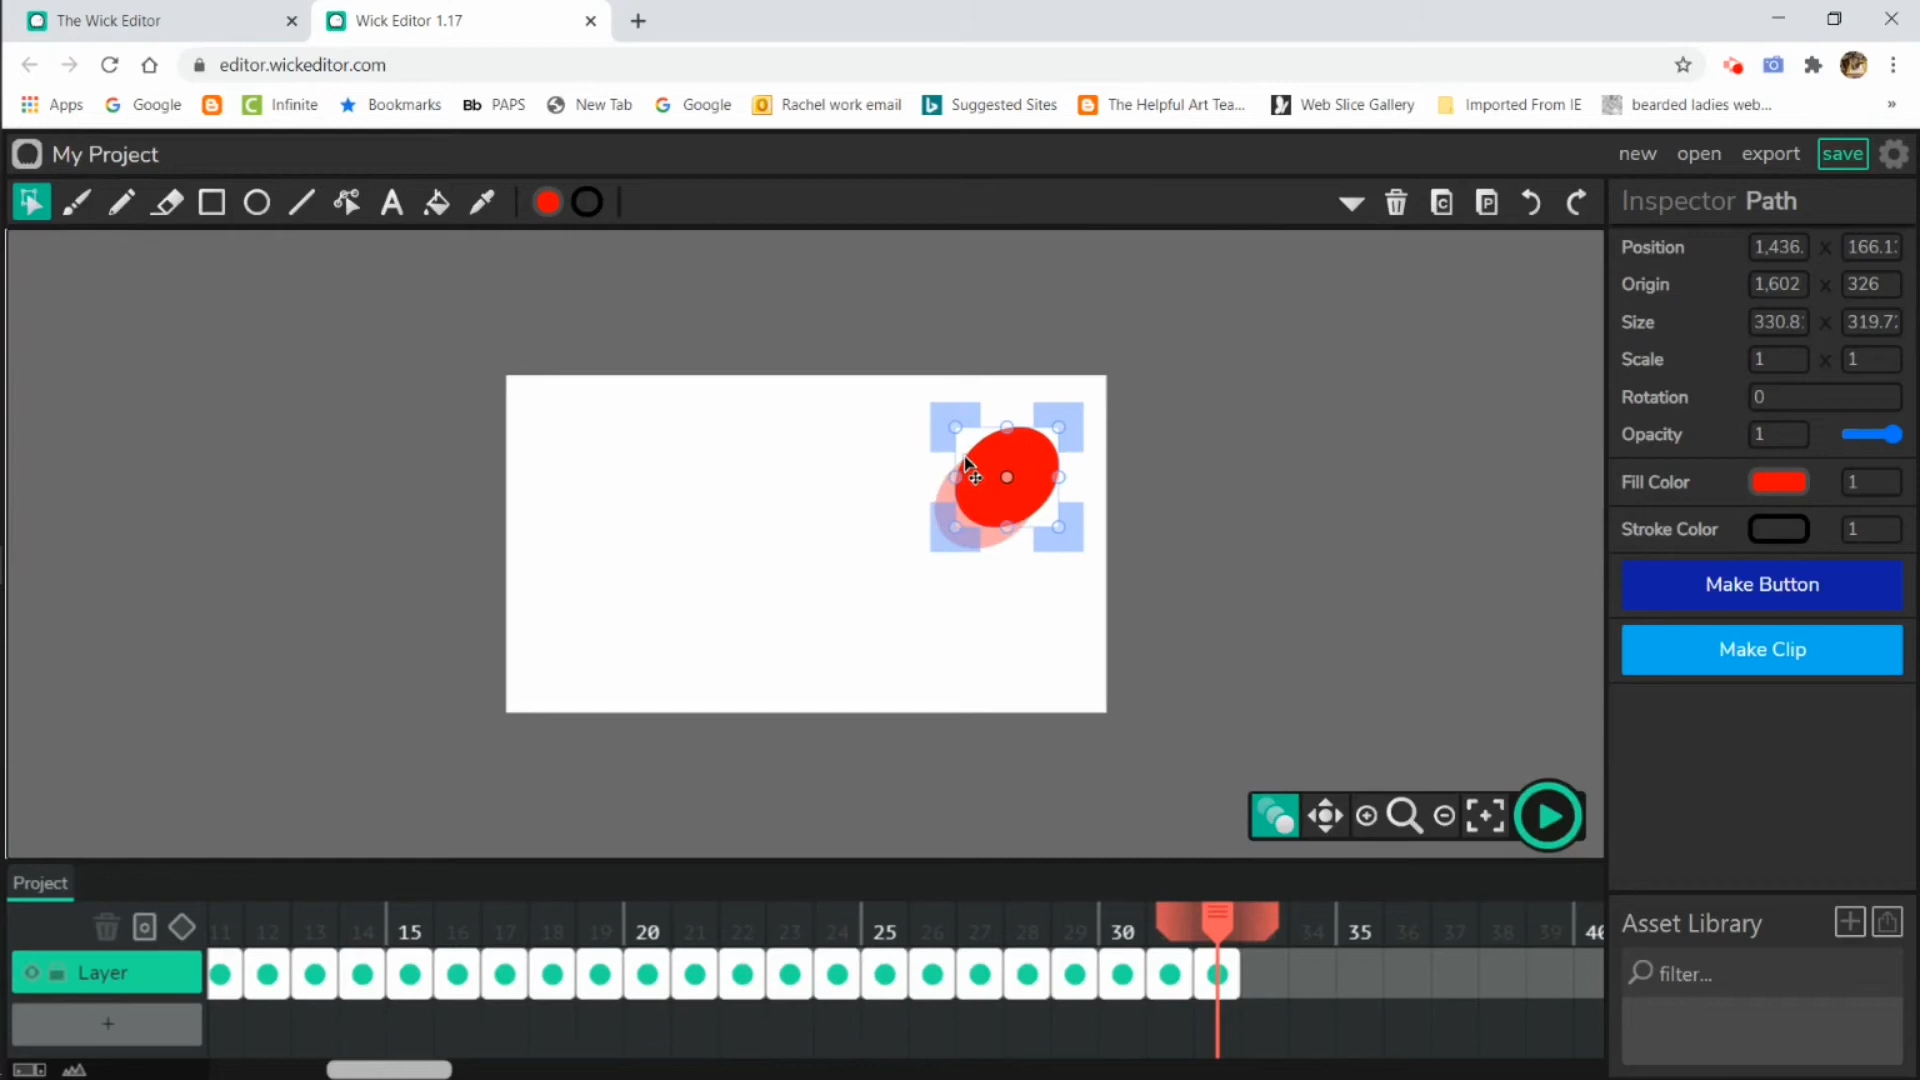 The Wick Editor
Wick Editor 1.17
editor.wickeditor.com
Apps
Google
Infinite
Bookmarks
Bb PAPS
New Tab
Google
Rachel work email
Suggested Sites
The Helpful Art Tea...
Web Slice Gallery
Imported From IE
bearded ladies web...
»
My Project
new
open
export
save
Inspector Path
Position 1,436. x 166.1
Origin 1,602 x 326
Size 330.8 x 319.7
Scale 1 x 1
Rotation 0
Opacity 1
Fill Color 1
Stroke Color 1
Make Button
Make Clip
Project
11 12 13 14 15 16 17 18 19 20 21 22 23 24 25 26 27 28 29 30 34 35 36 37 38 39 40
Layer
+
Asset Library
filter...